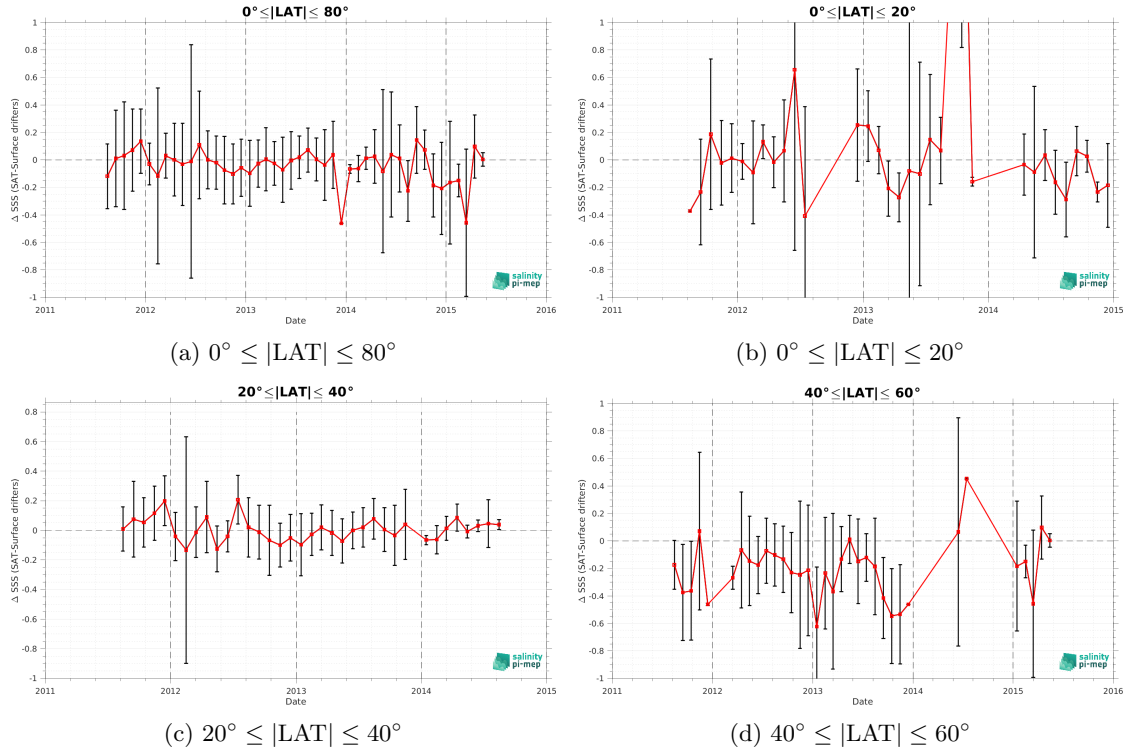 0°≤|LAT|≤ 80°
Δ SSS (SAT-Surface drifters)
1
0.8
0.6
0.4
0.2
0
-0.2
-0.4
-0.6
-0.8
-1
2011
2012
2013
2014
2015
2016
Date
salinity
pi-mep
(a) 0° ≤ |LAT| ≤ 80°
0°≤|LAT|≤ 20°
Δ SSS (SAT-Surface drifters)
1
0.8
0.6
0.4
0.2
0
-0.2
-0.4
-0.6
-0.8
-1
2011
2012
2013
2014
2015
Date
salinity
pi-mep
(b) 0° ≤ |LAT| ≤ 20°
20°≤|LAT|≤ 40°
Δ SSS (SAT-Surface drifters)
0.8
0.6
0.4
0.2
0
-0.2
-0.4
-0.6
-0.8
-1
2011
2012
2013
2014
2015
Date
salinity
pi-mep
(c) 20° ≤ |LAT| ≤ 40°
40°≤|LAT|≤ 60°
Δ SSS (SAT-Surface drifters)
1
0.8
0.6
0.4
0.2
0
-0.2
-0.4
-0.6
-0.8
-1
2011
2012
2013
2014
2015
2016
Date
salinity
pi-mep
(d) 40° ≤ |LAT| ≤ 60°